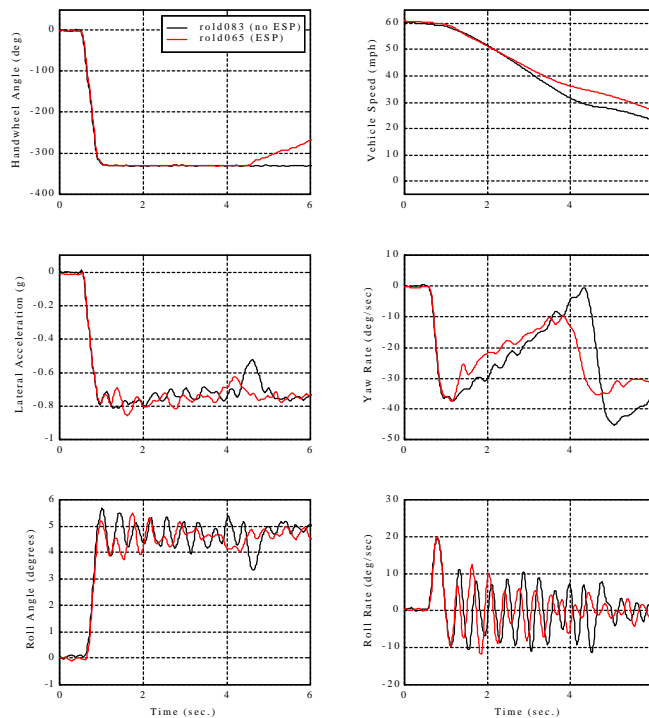 rold083 (no ESP)
rold065 (ESP)
Handwheel Angle (deg)
0
-100
-200
-300
-400
0 2 4 6
Vehicle Speed (mph)
60
50
40
30
20
10
0
0 2 4
Lateral Acceleration (g)
0
-0.2
-0.4
-0.6
-0.8
-1
0 2 4 6
Yaw Rate (deg/sec)
10
0
-10
-20
-30
-40
-50
0 2 4
Roll Angle (degrees)
6
5
4
3
2
1
0
-1
0 2 4 6
Time (sec.)
Roll Rate (deg/sec)
30
20
10
0
-10
-20
0 2 4
Time (sec.)